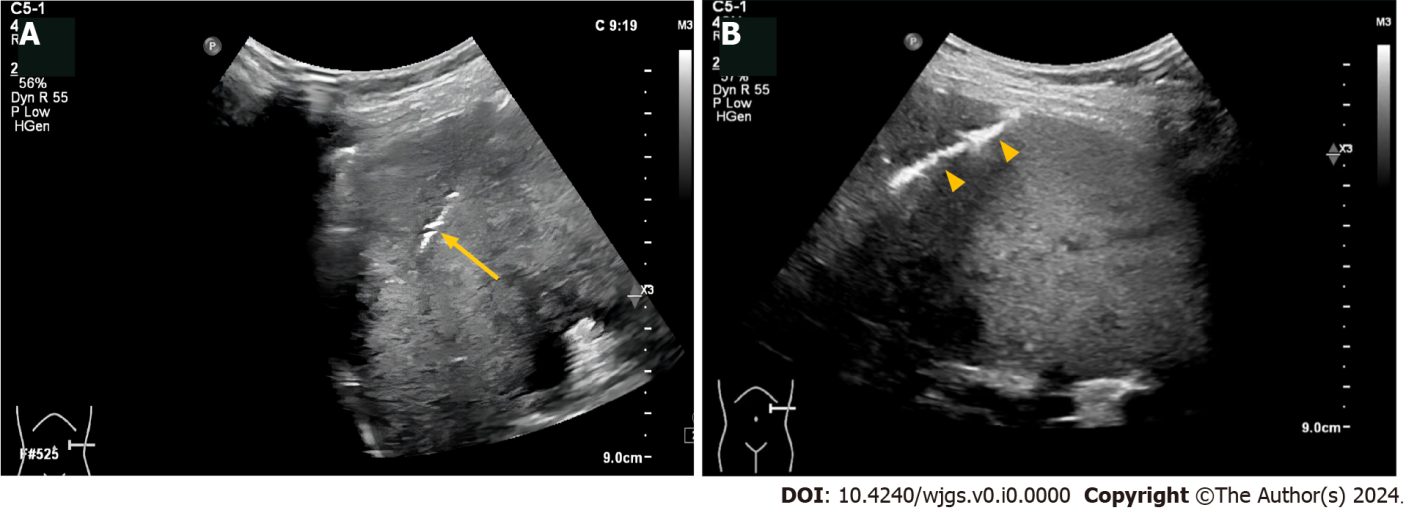 C5-1
4
R
A
2
56%
Dyn R 55
P Low
HGen
P
C 9:19
M3
X3
F#525
9.0cm
C5-1
B
2
57%
Dyn R 55
P Low
HGen
P
M3
X3
9.0cm
DOI: 10.4240/wjgs.v0.i0.0000 Copyright ©The Author(s) 2024.